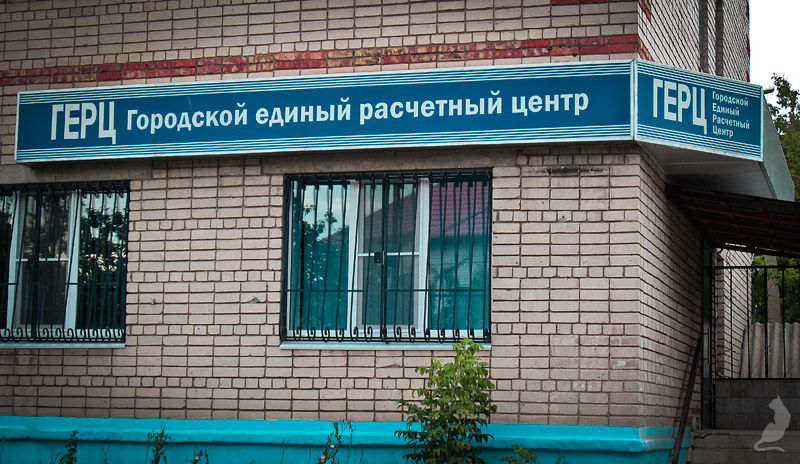 ГЕРЦ Городской единый расчетный центр
ГЕРЦ
Городской
Единый
Расчетный
Центр